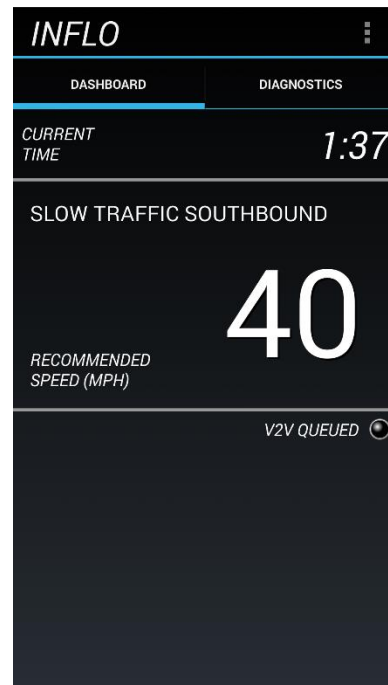 INFLO
DASHBOARD DIAGNOSTICS
CURRENT
TIME
1:37
SLOW TRAFFIC SOUTHBOUND
40
RECOMMENDED
SPEED (MPH)
V2V QUEUED